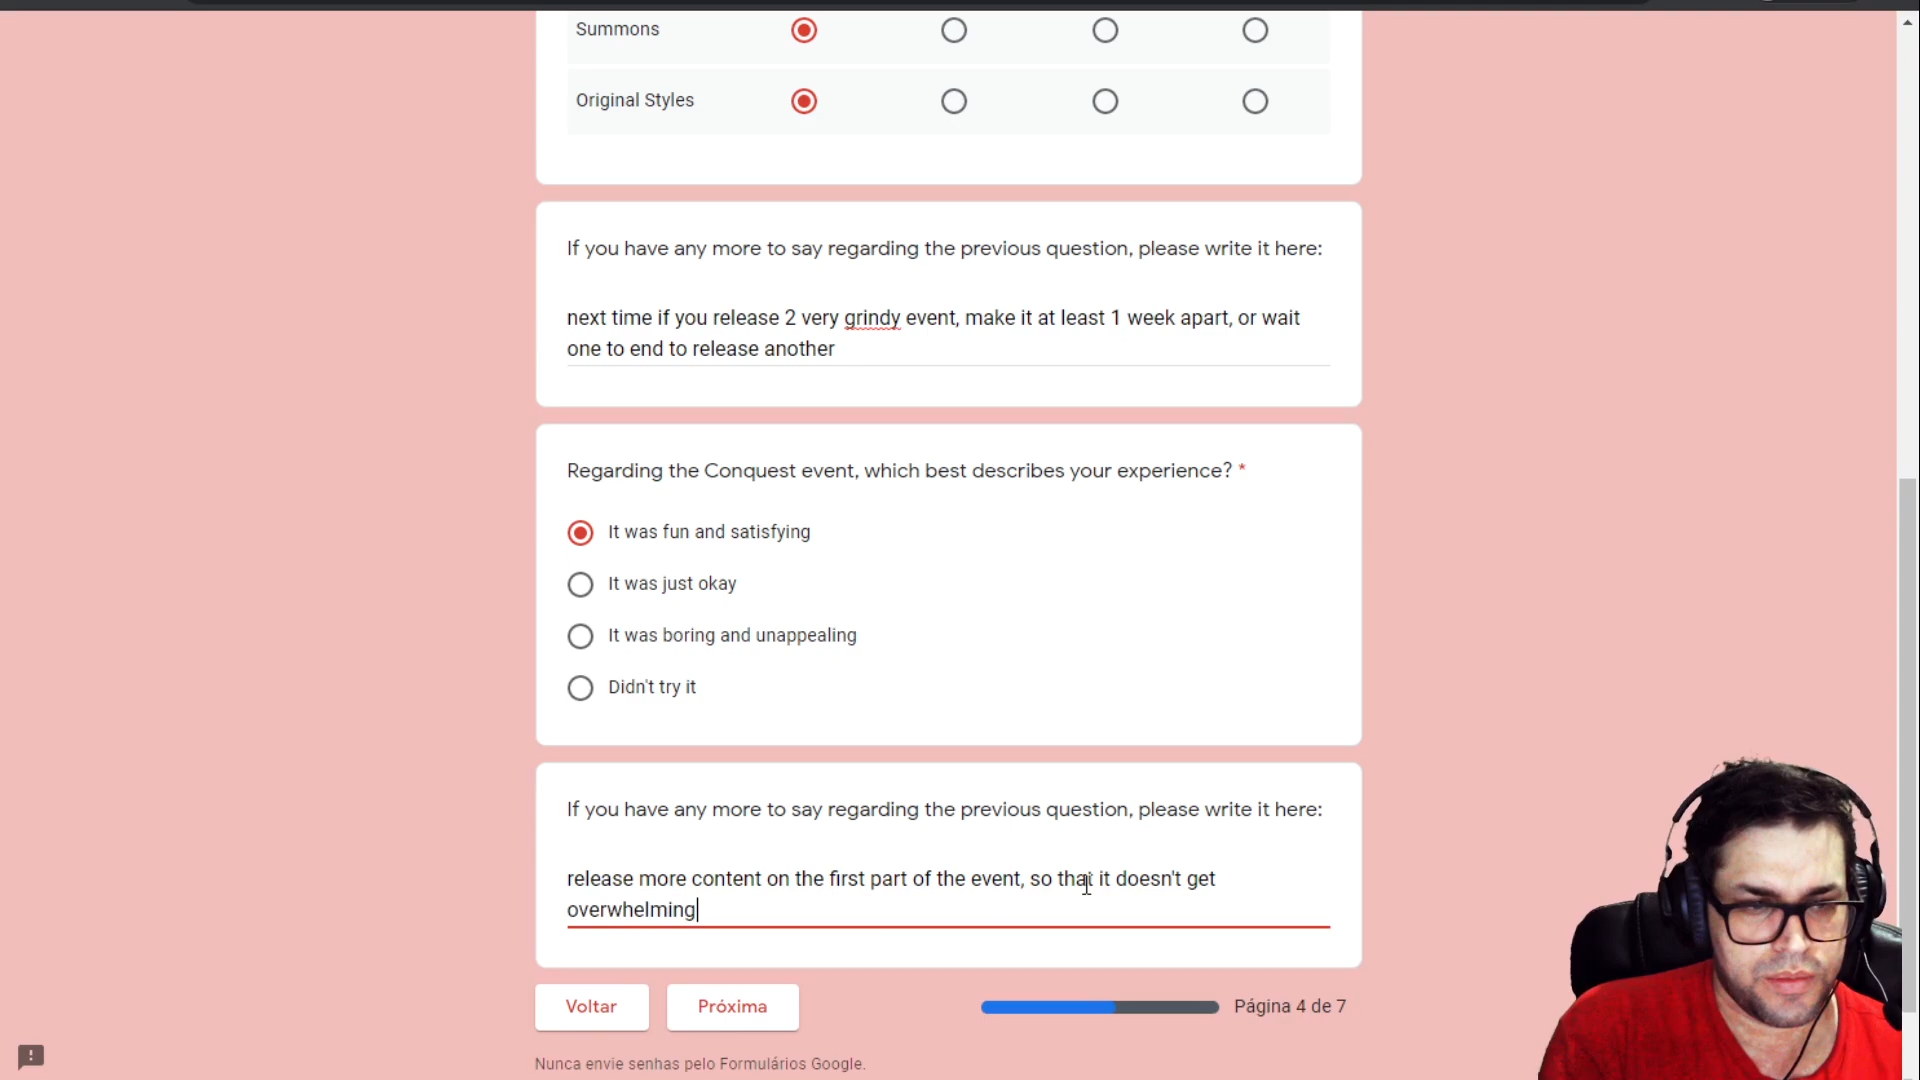 Summons
Original Styles
If you have any more to say regarding the previous question, please write it here:
next time if you release 2 very grindy event, make it at least 1 week apart, or wait
one to end to release another
Regarding the Conquest event, which best describes your experience? *
It was fun and satisfying
It was just okay
It was boring and unappealing
Didn't try it
If you have any more to say regarding the previous question, please write it here:
release more content on the first part of the event, so that it doesn't get
overwhelming
Voltar
Próxima
Página 4 de 7
Nunca envie senhas pelo Formulários Google.